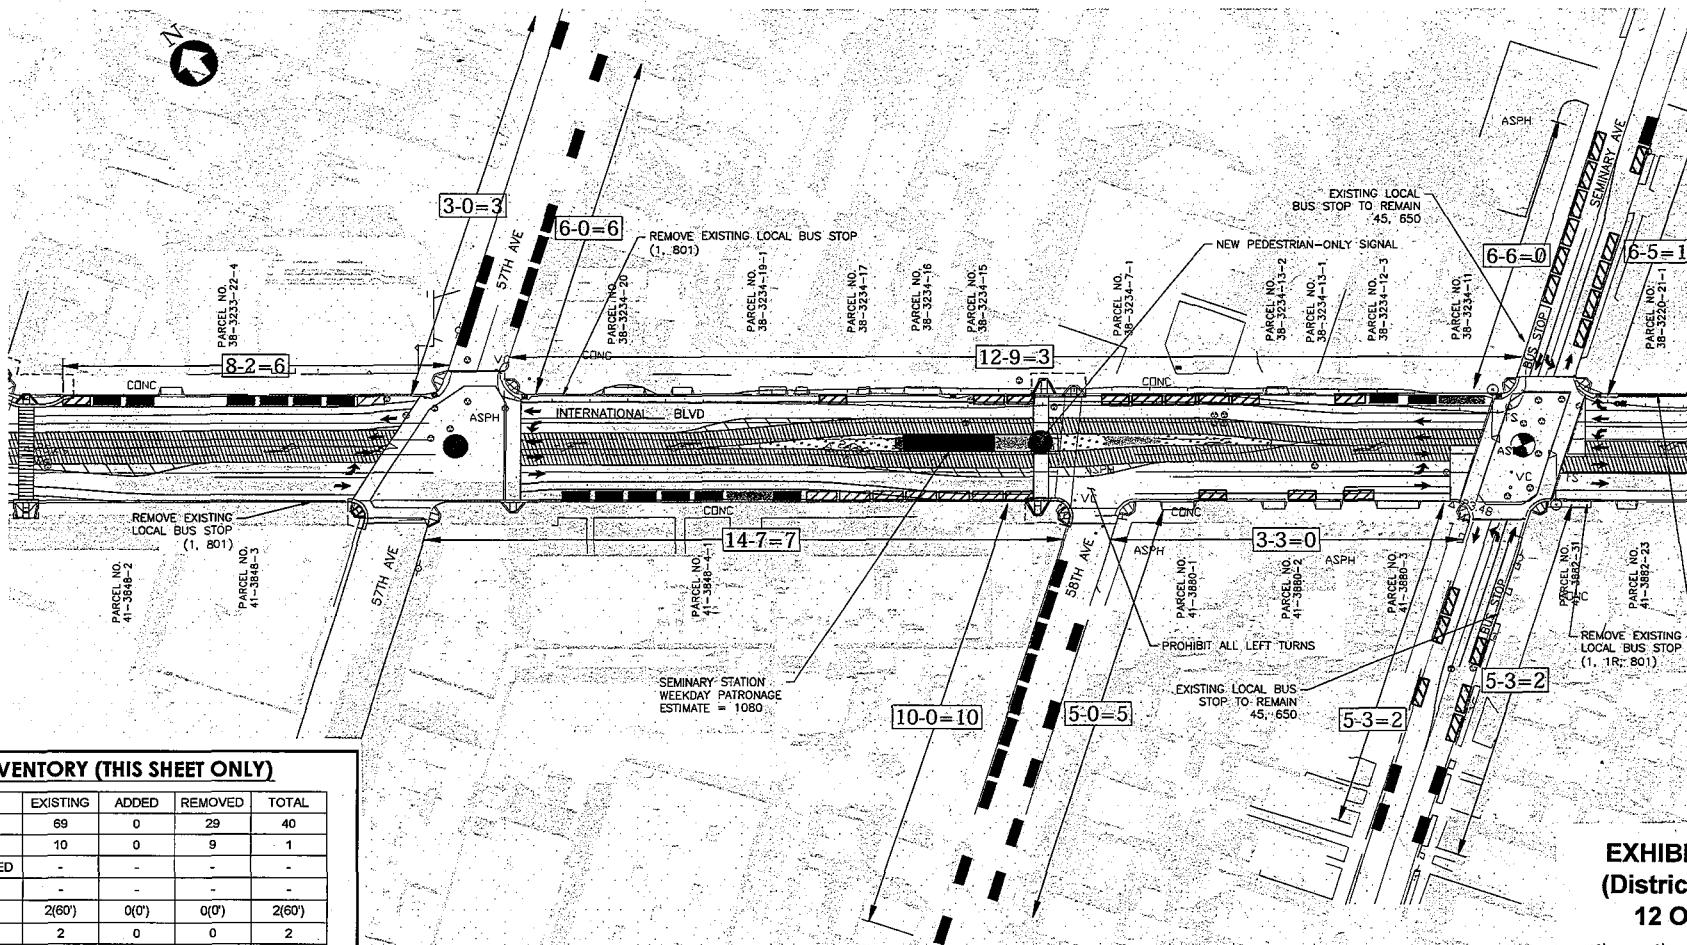 N
3-0=3
57TH AVE
6-0=6
REMOVE EXISTING LOCAL BUS STOP
(1, 801)
EXISTING LOCAL
BUS STOP TO REMAIN
45, 650
NEW PEDESTRIAN-ONLY SIGNAL
ASPH
SEMINARY AVE
BUS STOP
6-6=0
6-5=1
PARCEL NO.
38-3233-22-4
PARCEL NO.
38-3234-20
PARCEL NO.
38-3234-19-1
PARCEL NO.
38-3234-17
PARCEL NO.
38-3234-16
PARCEL NO.
38-3234-15
PARCEL NO.
38-3234-7-1
PARCEL NO.
38-3234-13-2
PARCEL NO.
38-3234-13-1
PARCEL NO.
38-3234-12-3
PARCEL NO.
38-3234-11
PARCEL NO.
38-3220-21-1
8-2=6
12-9=3
VC
CONC
CONC
CONC
ASPH
INTERNATIONAL BLVD
VC
REMOVE EXISTING
LOCAL BUS STOP
(1, 801)
CONC
CONC
14-7=7
3-3=0
ASPH
ASPH
57TH AVE
58TH AVE
BUS STOP
PARCEL NO.
41-3848-2
PARCEL NO.
41-3848-3
PARCEL NO.
41-3848-4-1
PARCEL NO.
41-3880-1
PARCEL NO.
41-3880-2
PARCEL NO.
41-3880-3
PARCEL NO.
PARCEL NO.
41-3882-23
REMOVE EXISTING
LOCAL BUS STOP
(1, 1R, 801)
PROHIBIT ALL LEFT TURNS
SEMINARY STATION
WEEKDAY PATRONAGE
ESTIMATE = 1080
EXISTING LOCAL BUS
STOP TO REMAIN
45, 650
10-0=10
5-0=5
5-3=2
5-3=2
VENTORY (THIS SHEET ONLY)
EXISTING ADDED REMOVED TOTAL
69 0 29 40
10 0 9 1
ED - - - -
- - - -
2(60') 0(0') 0(0') 2(60')
2 0 0 2
EXHIBI
(Distric
12 O